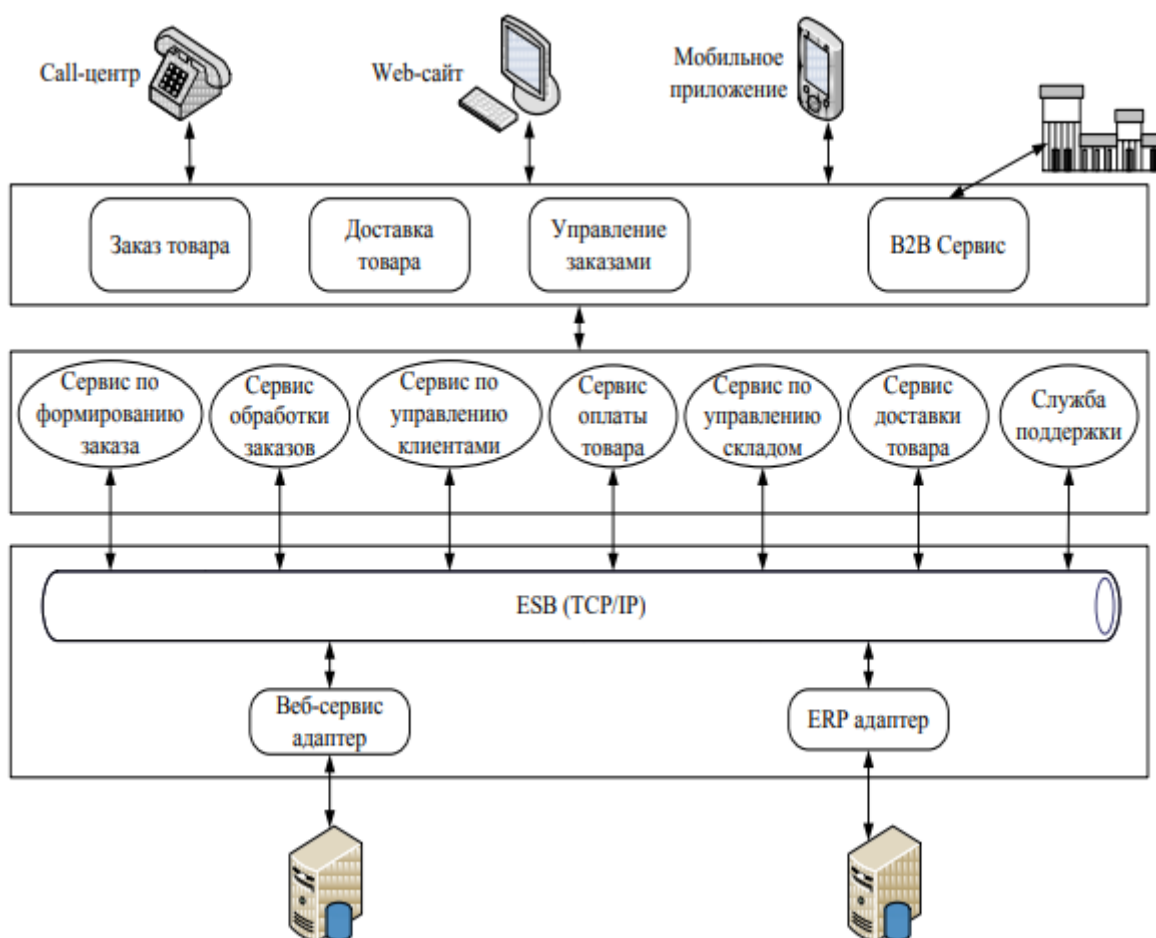 Call-центр
Web-сайт
Мобильное
приложение
Заказ товара
Доставка
товара
Управление
заказами
B2B Сервис
Сервис по
формированию
заказа
Сервис
обработки
заказов
Сервис по
управлению
клиентами
Сервис
оплаты
товара
Сервис по
управлению
складом
Сервис
доставки
товара
Служба
поддержки
ESB (TCP/IP)
Веб-сервис
адаптер
ERP адаптер